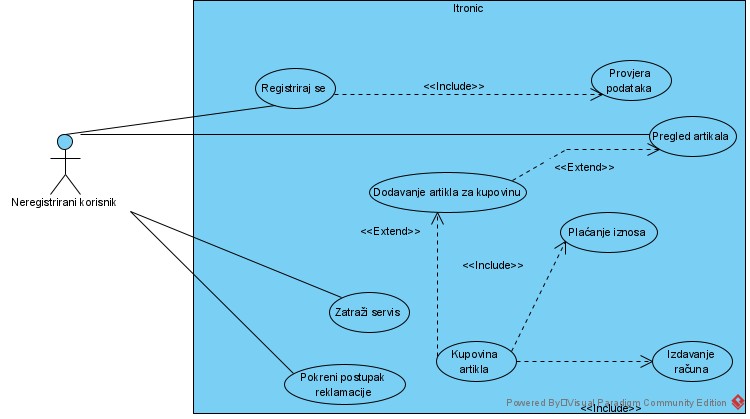 Itronic
Registriraj se
<<Include>>
Provjera
podataka
Pregled artikala
<<Extend>>
Neregistrirani korisnik
Dodavanje artikla za kupovinu
<<Extend>>
Plaćanje iznosa
<<Include>>
Zatraži servis
Kupovina
artikla
Izdavanje
računa
Pokreni postupak
reklamacije
Powered By Visual Paradigm Community Edition
<<Include>>